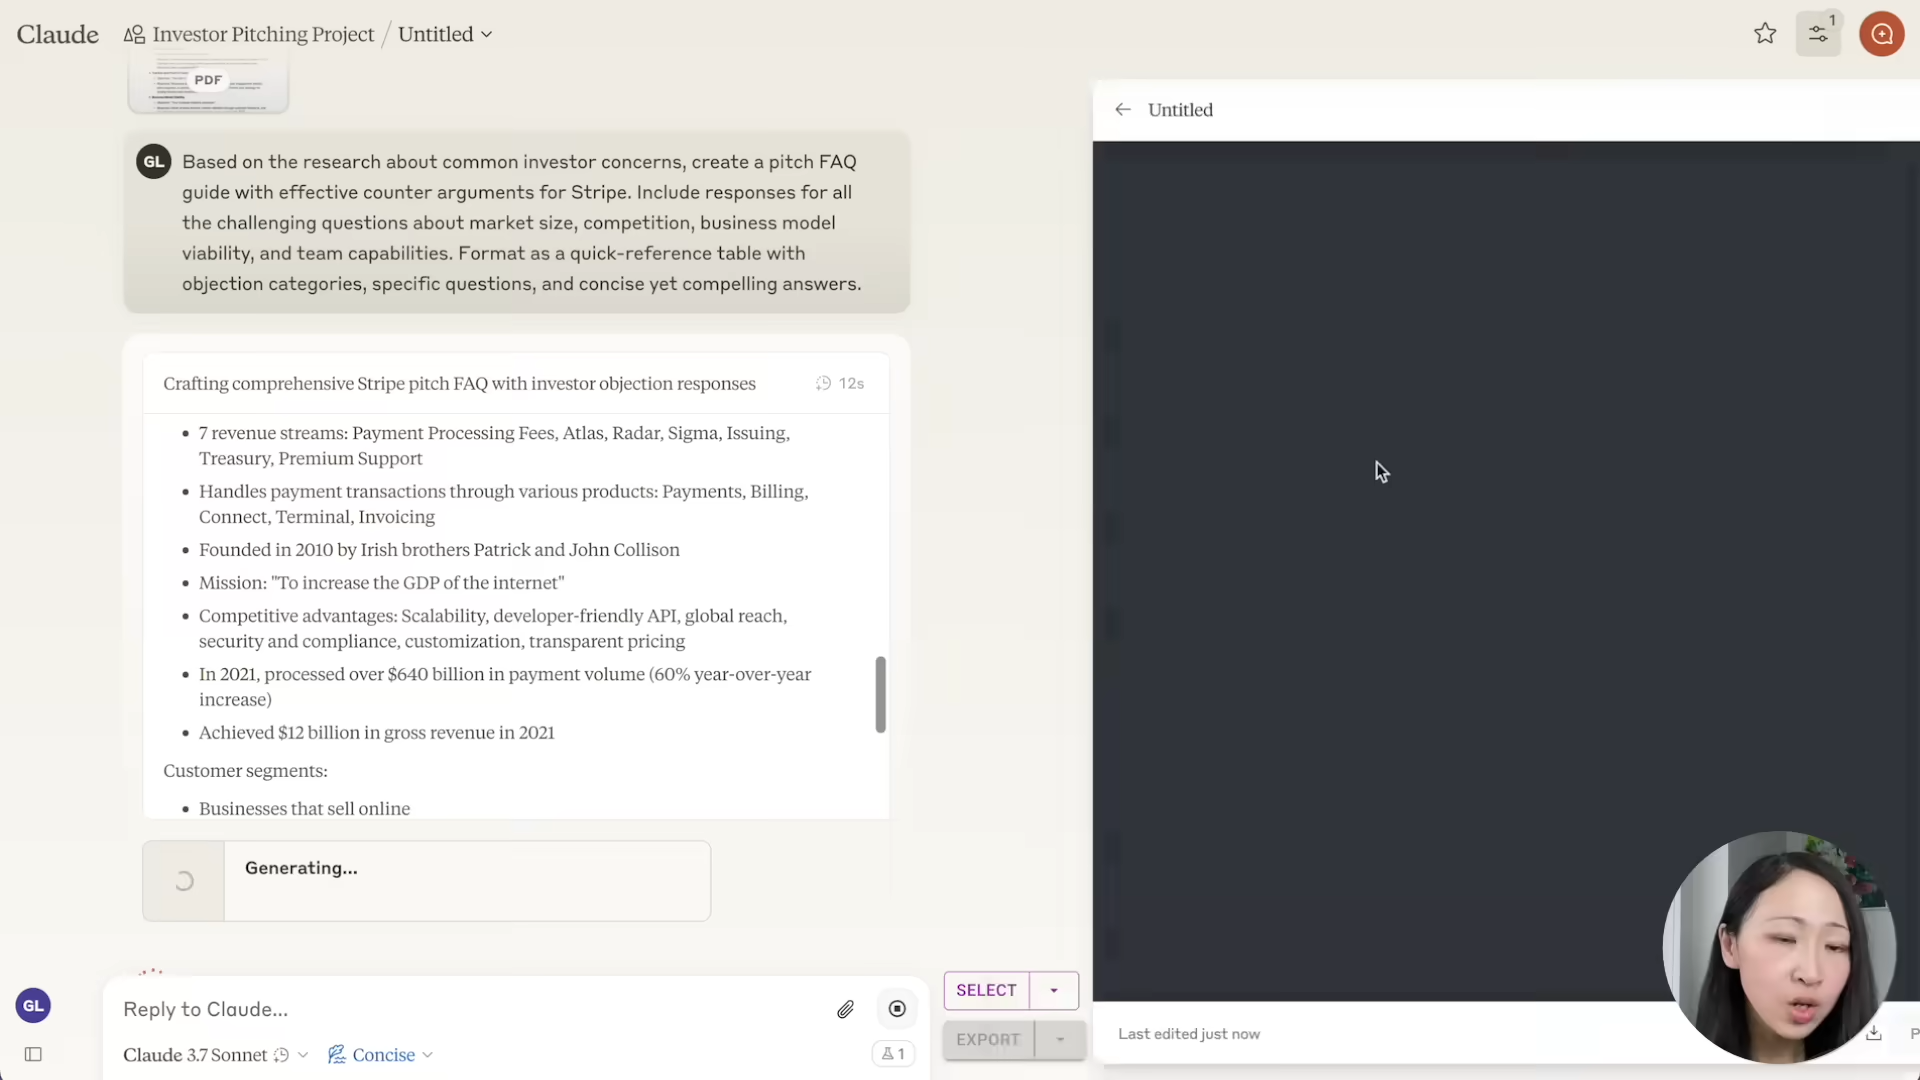 Claude
Investor Pitching Project / Untitled
1
PDF
GL
Based on the research about common investor concerns, create a pitch FAQ
guide with effective counter arguments for Stripe. Include responses for all
the challenging questions about market size, competition, business model
viability, and team capabilities. Format as a quick-reference table with
objection categories, specific questions, and concise yet compelling answers.
Crafting comprehensive Stripe pitch FAQ with investor objection responses
12s
• 7 revenue streams: Payment Processing Fees, Atlas, Radar, Sigma, Issuing,
Treasury, Premium Support
• Handles payment transactions through various products: Payments, Billing,
Connect, Terminal, Invoicing
• Founded in 2010 by Irish brothers Patrick and John Collison
• Mission: "To increase the GDP of the internet"
• Competitive advantages: Scalability, developer-friendly API, global reach,
security and compliance, customization, transparent pricing
• In 2021, processed over $640 billion in payment volume (60% year-over-year
increase)
• Achieved $12 billion in gross revenue in 2021
Customer segments:
• Businesses that sell online
Generating...
GL
Reply to Claude...
Claude 3.7 Sonnet
Concise
1
SELECT
EXPORT
Untitled
Last edited just now
P